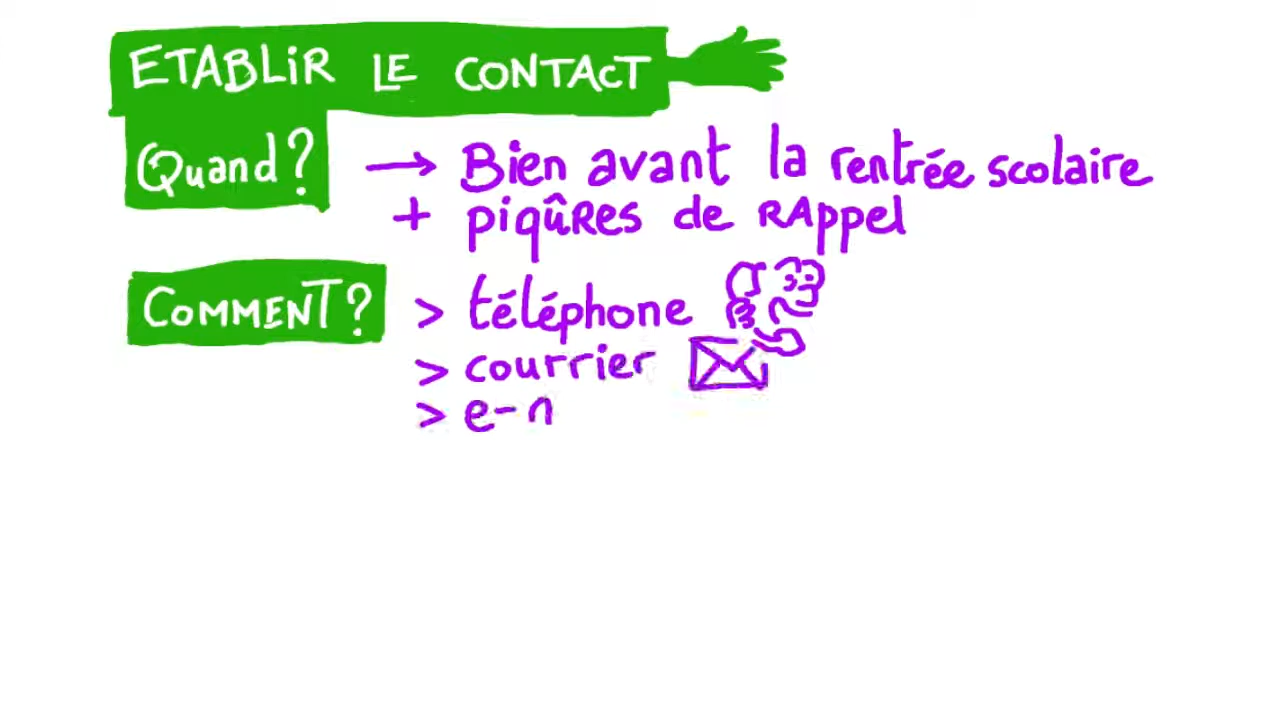 ETABLIR LE CONTACT
Quand? → Bien avant la rentrée scolaire
+ piqûres de RAppel
COMMENT? > téléphone
> courrier
> e-n